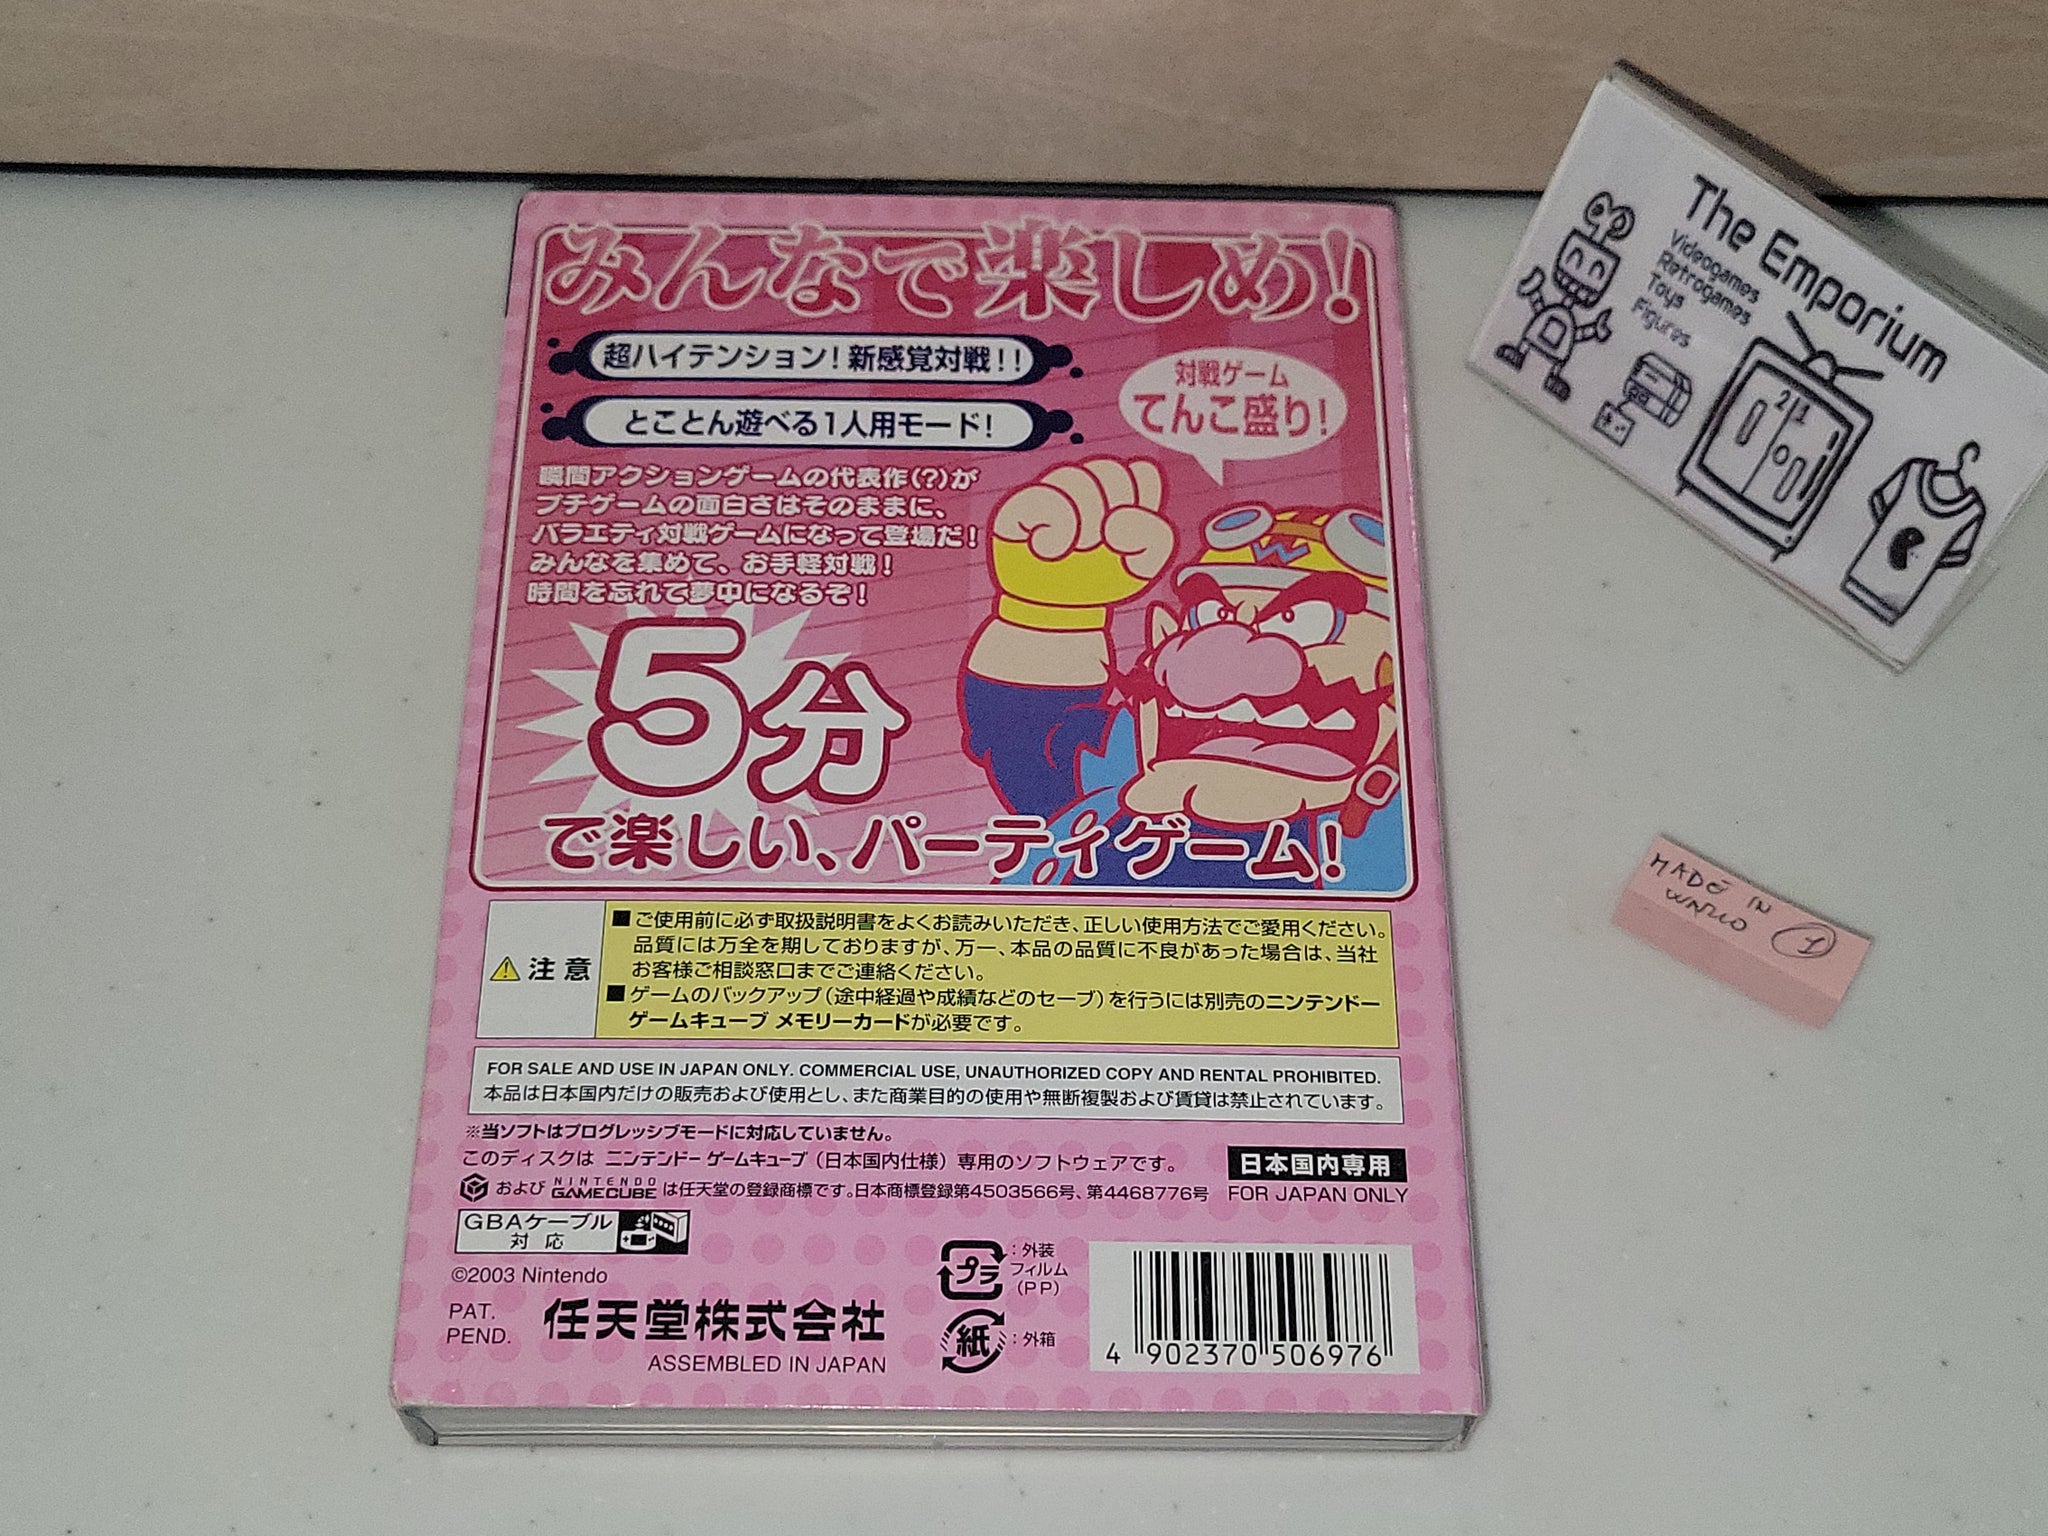 みんなで楽しめ!
超ハイテンション!新感覚対戦!!
とことん遊べる1人用モード!
対戦ゲーム
てんこ盛り!
瞬間アクションゲームの代表作(?)が
プチゲームの面白さはそのままに、
バラエティ対戦ゲームになって登場だ!
みんなを集めて、お手軽対戦!
時間を忘れて夢中になるぞ!
5分
で楽しい、パーティゲーム!
注意
■ご使用前に必ず取扱説明書をよくお読みいただき、正しい使用方法でご愛用ください。
品質には万全を期しておりますが、万一、本品の品質に不良があった場合は、当社
お客様ご相談窓口までご連絡ください。
■ゲームのバックアップ(途中経過や成績などのセーブ)を行うには別売のニンテンドー
ゲームキューブ メモリーカードが必要です。
FOR SALE AND USE IN JAPAN ONLY. COMMERCIAL USE, UNAUTHORIZED COPY AND RENTAL PROHIBITED.
本品は日本国内だけの販売および使用とし、また商業目的の使用や無断複製および賃貸は禁止されています。
※当ソフトはプログレッシブモードに対応していません。
このディスクは ニンテンドーゲームキューブ(日本国内仕様)専用のソフトウェアです。
および NINTENDO GAMECUBE は任天堂の登録商標です。日本商標登録第4503566号、第4468776号
日本国内専用
FOR JAPAN ONLY
GBAケーブル
対応
©2003 Nintendo
PAT.
PEND.
任天堂株式会社
ASSEMBLED IN JAPAN
プラ
:外装
フィルム
(PP)
紙
:外箱
4 902370 506976
The Emporium
Videogames
Retrogames
Toys
Figures
2 1
MADE IN
WARIO
1